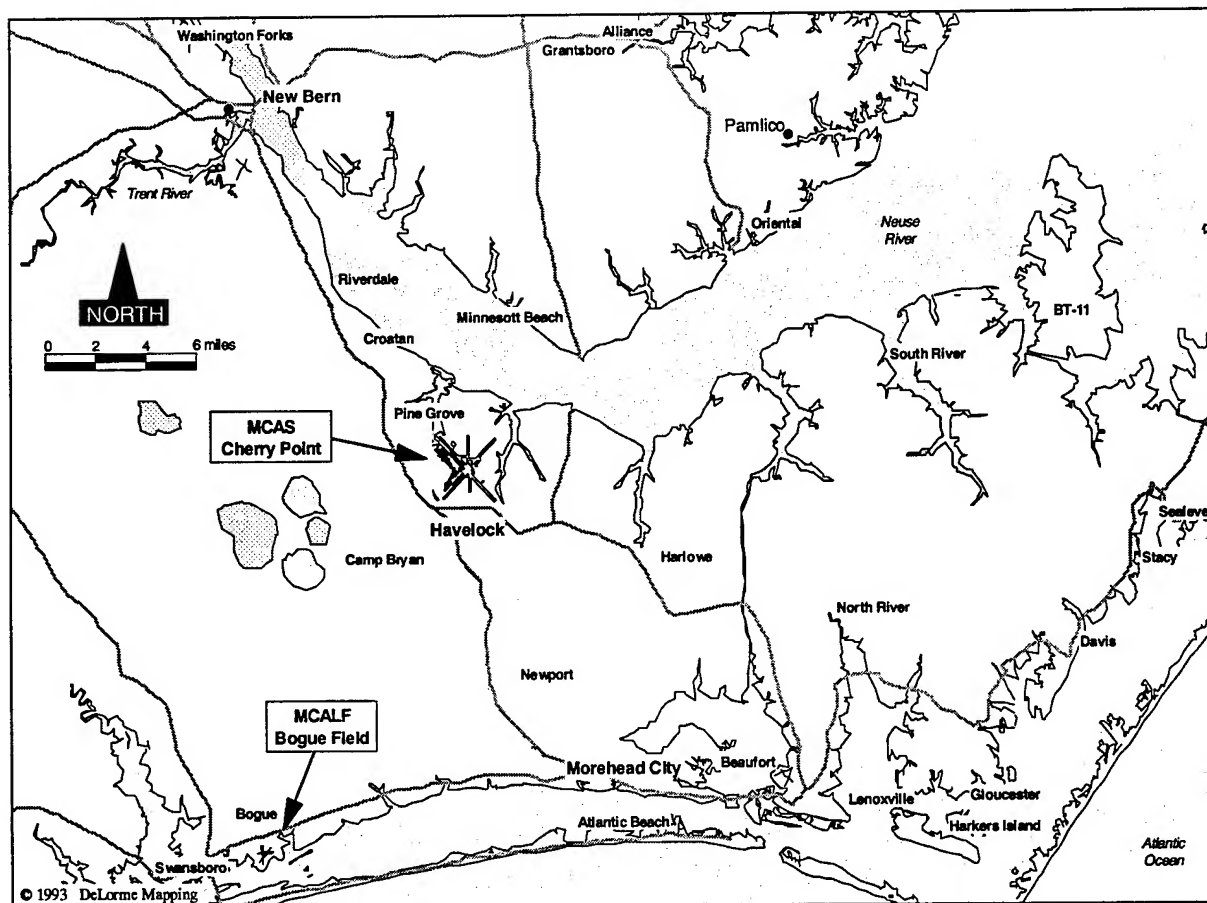 Washington Forks
Alliance
Grantsboro
New Bern
Pamlico
Trent River
Oriental
Neuse
River
Riverdale
NORTH
BT-11
Minnesott Beach
0 2 4 6 miles
Croatan
South River
Pine Grove
MCAS
Cherry Point
Havelock
Sealeve
Stacy
Camp Bryan
Harlowe
North River
Davis
Newport
MCALF
Bogue Field
Morehead City
Beaufort
Bogue
Lenoxville
Gloucester
Atlantic Beach
Harkers Island
Atlantic
Ocean
Swansboro
© 1993 DeLorme Mapping